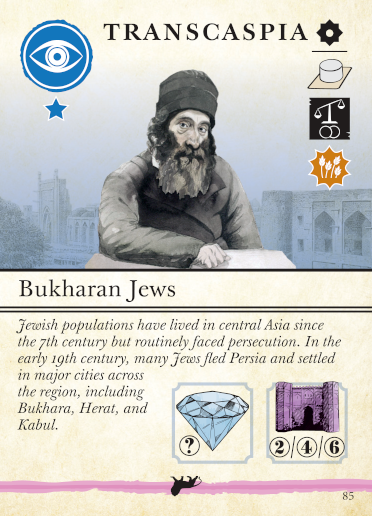 TRANSCASPIA
Bukharan Jews
Jewish populations have lived in central Asia since
the 7th century but routinely faced persecution. In the
early 19th century, many Jews fled Persia and settled
in major cities across
the region, including
Bukhara, Herat, and
Kabul.
?
2/4/6
85